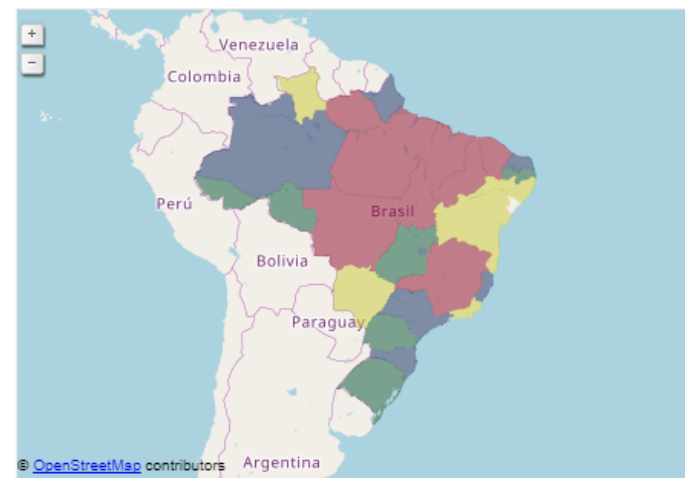 +
−
Venezuela
Colombia
Perú
Brasil
Bolivia
Paraguay
© OpenStreetMap contributors
Argentina